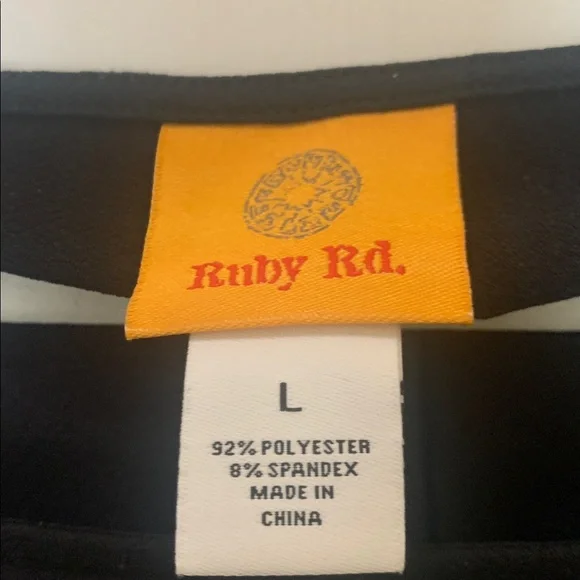 Ruby Rd.
L
92% POLYESTER
8% SPANDEX
MADE IN
CHINA